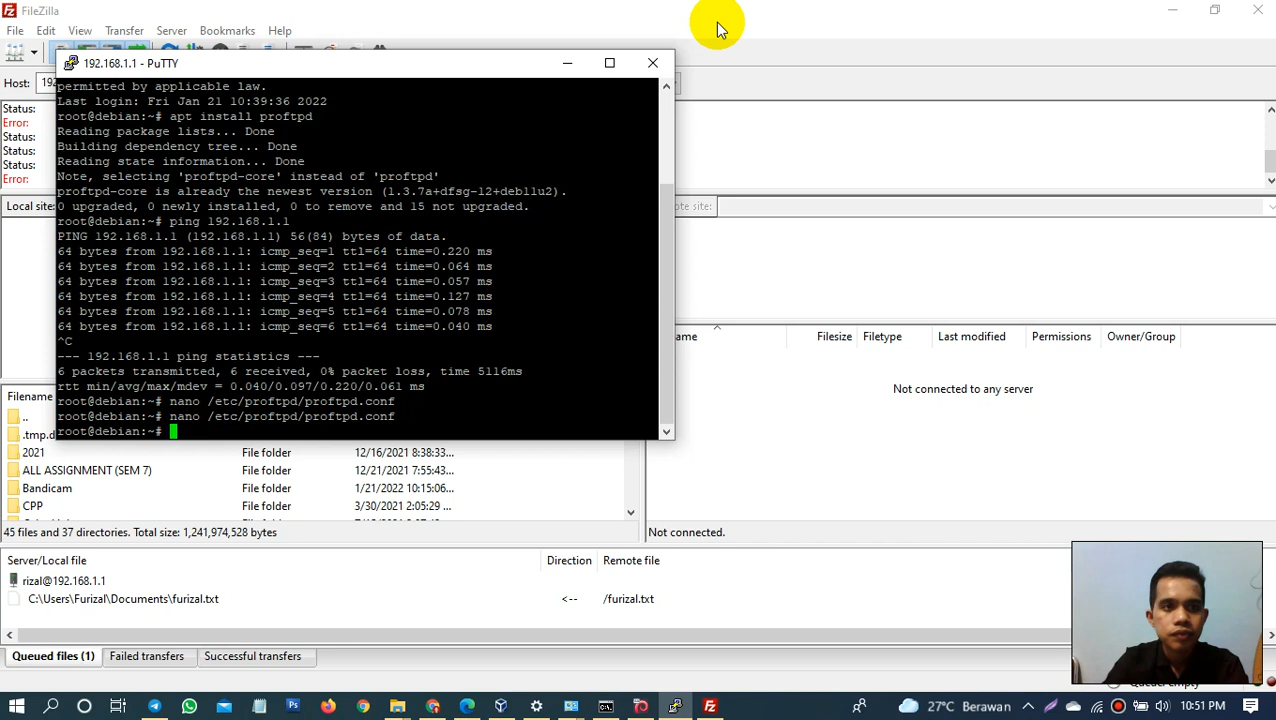 FileZilla
File Edit View Transfer Server Bookmarks Help
192.168.1.1 - PuTTY
Host: 192
permitted by applicable law.
Last login: Fri Jan 21 10:39:36 2022
root@debian:~# apt install proftpd
Reading package lists... Done
Building dependency tree... Done
Reading state information... Done
Note, selecting 'proftpd-core' instead of 'proftpd'
proftpd-core is already the newest version (1.3.7a+dfsg-12+deb11u2).
0 upgraded, 0 newly installed, 0 to remove and 15 not upgraded.
root@debian:~# ping 192.168.1.1
PING 192.168.1.1 (192.168.1.1) 56(84) bytes of data.
64 bytes from 192.168.1.1: icmp_seq=1 ttl=64 time=0.220 ms
64 bytes from 192.168.1.1: icmp_seq=2 ttl=64 time=0.064 ms
64 bytes from 192.168.1.1: icmp_seq=3 ttl=64 time=0.057 ms
64 bytes from 192.168.1.1: icmp_seq=4 ttl=64 time=0.127 ms
64 bytes from 192.168.1.1: icmp_seq=5 ttl=64 time=0.078 ms
64 bytes from 192.168.1.1: icmp_seq=6 ttl=64 time=0.040 ms
^C
--- 192.168.1.1 ping statistics ---
6 packets transmitted, 6 received, 0% packet loss, time 5116ms
rtt min/avg/max/mdev = 0.040/0.097/0.220/0.061 ms
root@debian:~# nano /etc/proftpd/proftpd.conf
root@debian:~# nano /etc/proftpd/proftpd.conf
root@debian:~#
Status:
Error:
Status:
Status:
Status:
Error:
Local site:
ote site:
ame Filesize Filetype Last modified Permissions Owner/Group
Not connected to any server
Filename
..
.tmp.d
2021 File folder 12/16/2021 8:38:33...
ALL ASSIGNMENT (SEM 7) File folder 12/21/2021 7:55:43...
Bandicam File folder 1/21/2022 10:15:06...
CPP File folder 3/30/2021 2:05:29 ...
45 files and 37 directories. Total size: 1,241,974,528 bytes
Not connected.
Server/Local file Direction Remote file
rizal@192.168.1.1
C:\Users\Furizal\Documents\furizal.txt <-- /furizal.txt
Queued files (1) Failed transfers Successful transfers
Queue: empty
27°C Berawan 10:51 PM